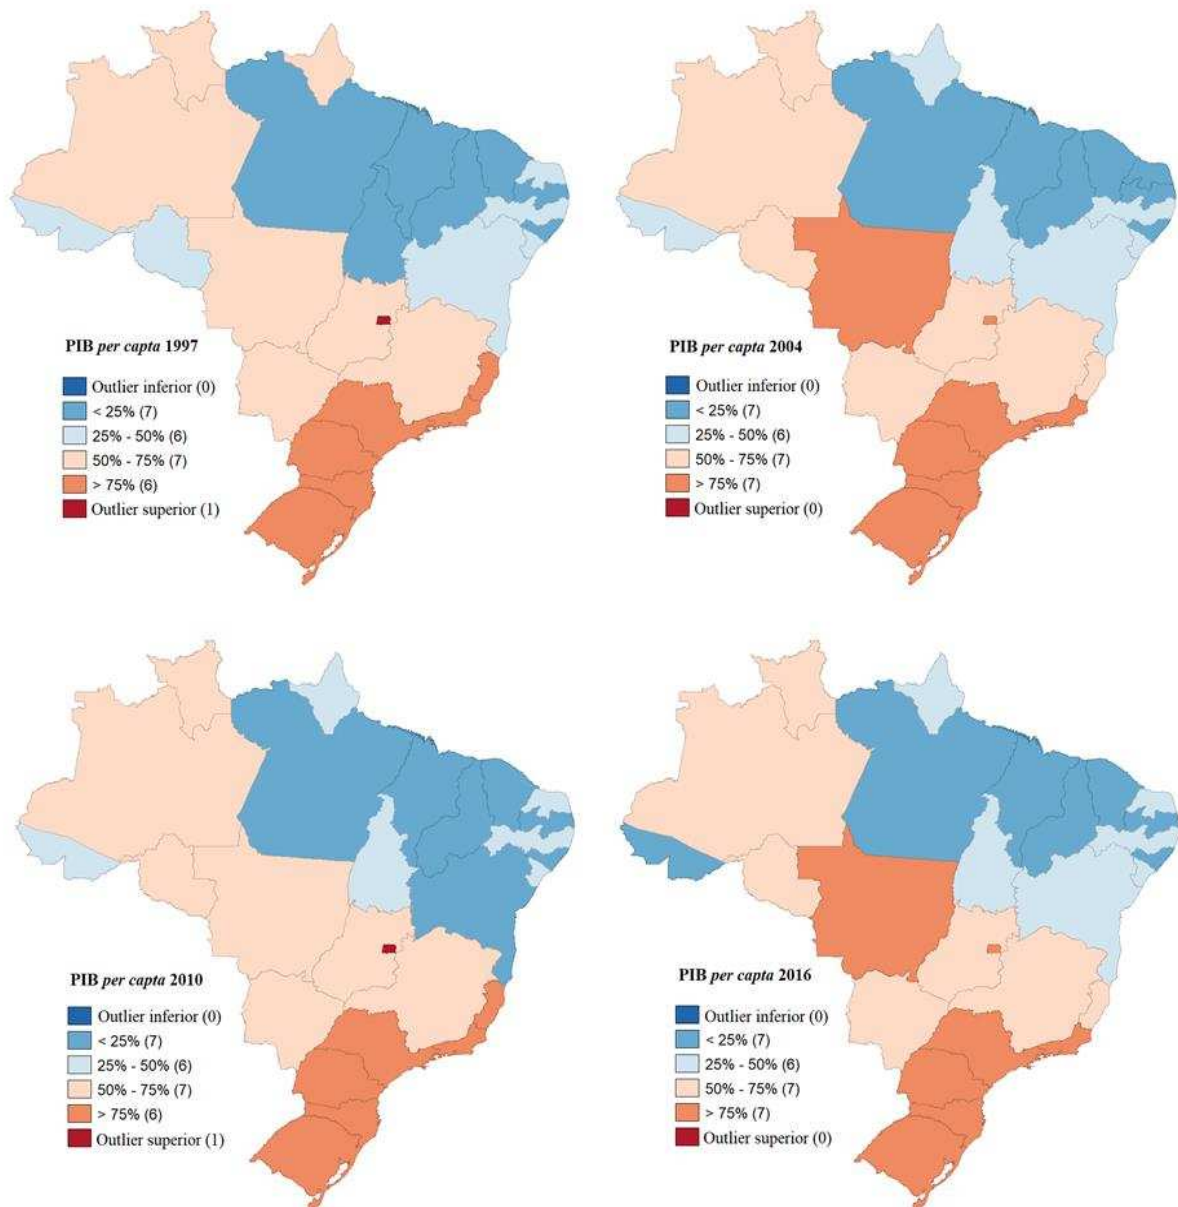 PIB per capta 1997
Outlier inferior (0)
< 25% (7)
25% - 50% (6)
50% - 75% (7)
> 75% (6)
Outlier superior (1)
PIB per capta 2004
Outlier inferior (0)
< 25% (7)
25% - 50% (6)
50% - 75% (7)
> 75% (7)
Outlier superior (0)
PIB per capta 2010
Outlier inferior (0)
< 25% (7)
25% - 50% (6)
50% - 75% (7)
> 75% (6)
Outlier superior (1)
PIB per capta 2016
Outlier inferior (0)
< 25% (7)
25% - 50% (6)
50% - 75% (7)
> 75% (7)
Outlier superior (0)